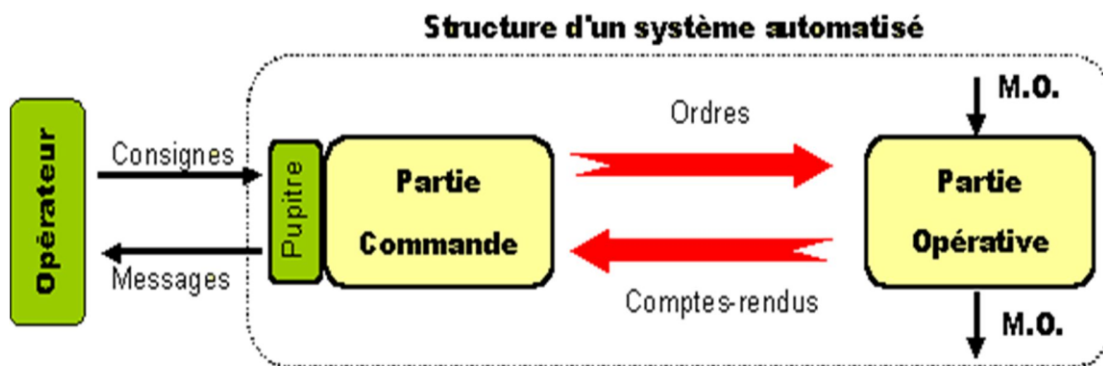 Structure d'un système automatisé
M.O.
Ordres
Opérateur
Consignes
Pupitre
Partie
Commande
Partie
Opérative
Messages
Comptes-rendus
M.O.